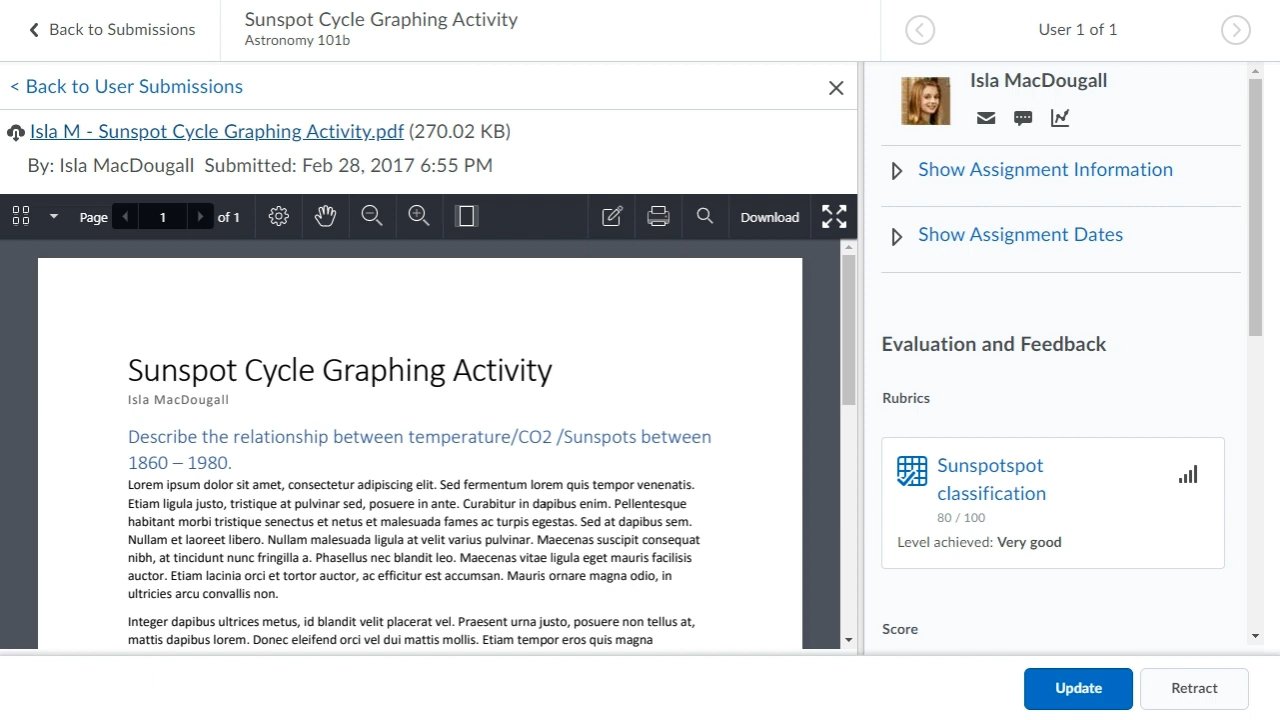 Back to Submissions
Sunspot Cycle Graphing Activity
Astronomy 101b
User 1 of 1
< Back to User Submissions
Isla M - Sunspot Cycle Graphing Activity.pdf (270.02 KB)
By: Isla MacDougall  Submitted: Feb 28, 2017 6:55 PM
Page 1 of 1
Download
Sunspot Cycle Graphing Activity
Isla MacDougall
Describe the relationship between temperature/CO2 /Sunspots between
1860 – 1980.
Lorem ipsum dolor sit amet, consectetur adipiscing elit. Sed fermentum lorem quis tempor venenatis.
Etiam ligula justo, tristique at pulvinar sed, posuere in ante. Curabitur in dapibus enim. Pellentesque
habitant morbi tristique senectus et netus et malesuada fames ac turpis egestas. Sed at dapibus sem.
Nullam et laoreet libero. Nullam malesuada ligula at velit varius pulvinar. Maecenas suscipit consequat
nibh, at tincidunt nunc fringilla a. Phasellus nec blandit leo. Maecenas vitae ligula eget mauris facilisis
auctor. Etiam lacinia orci et tortor auctor, ac efficitur est accumsan. Mauris ornare magna odio, in
ultricies arcu convallis non.
Integer dapibus ultrices metus, id blandit velit placerat vel. Praesent urna justo, posuere non tellus at,
mattis dapibus lorem. Donec eleifend orci vel dui mattis mollis. Etiam tempor eros quis magna
Isla MacDougall
Show Assignment Information
Show Assignment Dates
Evaluation and Feedback
Rubrics
Sunspotspot
classification
80 / 100
Level achieved: Very good
Score
Update
Retract